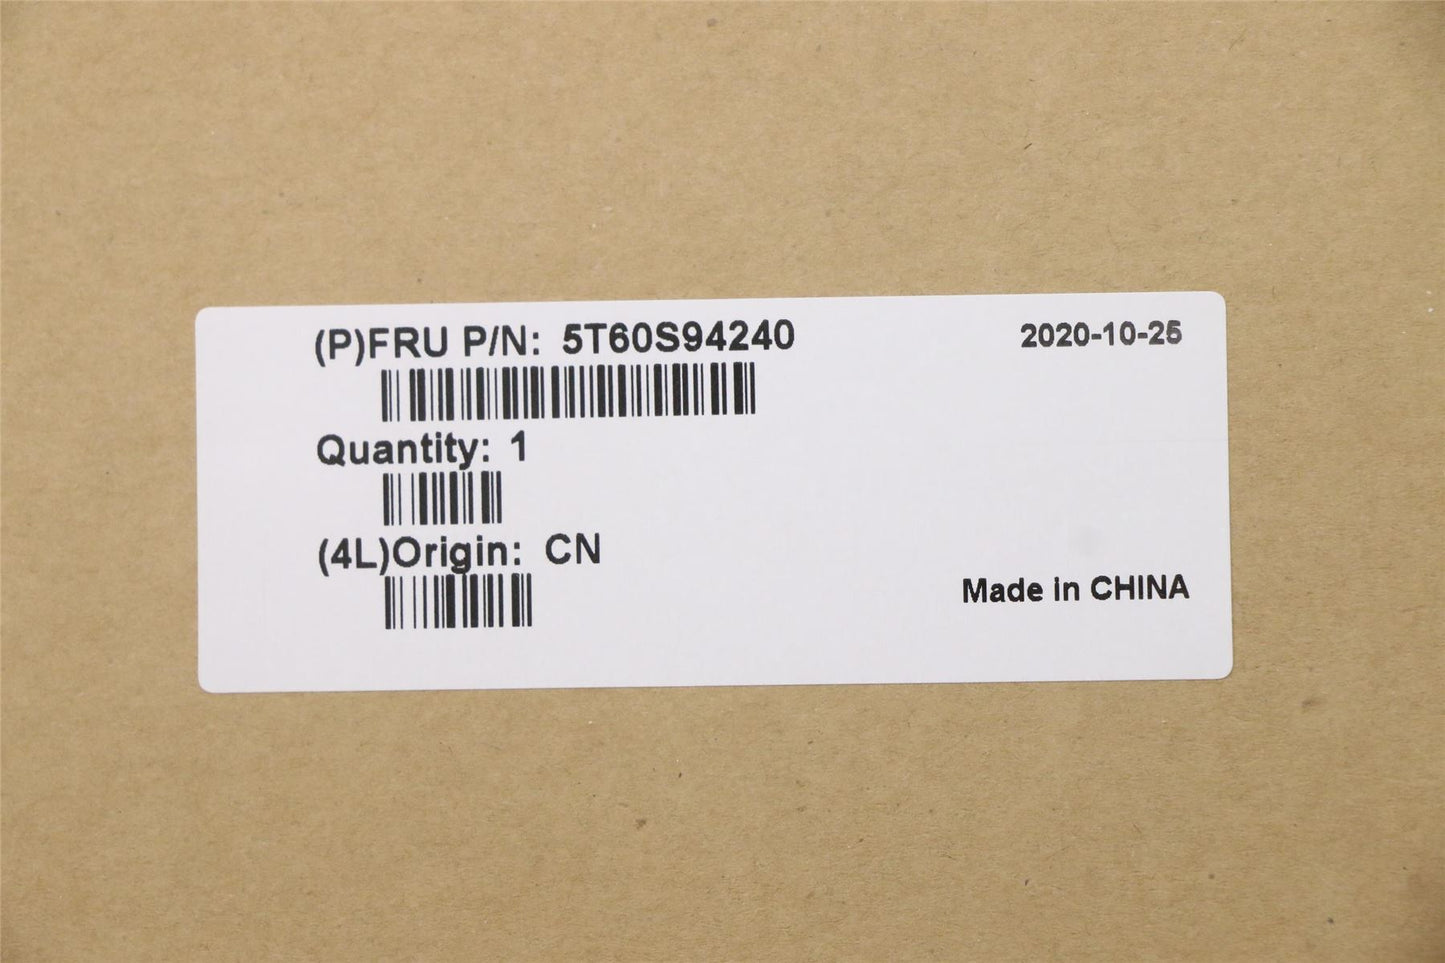 (P)FRU P/N: 5T60S94240
2020-10-25
Quantity: 1
(4L)Origin: CN
Made in CHINA